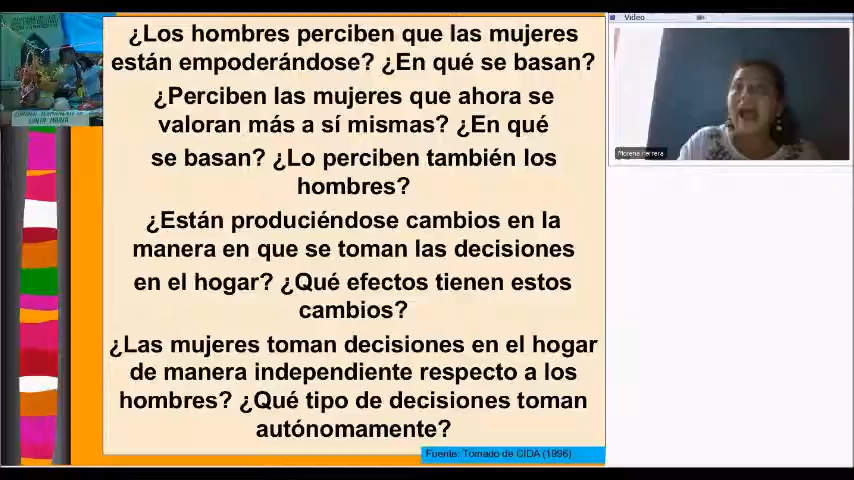 ¿Los hombres perciben que las mujeres
están empoderándose? ¿En qué se basan?
¿Perciben las mujeres que ahora se
valoran más a sí mismas? ¿En qué
se basan? ¿Lo perciben también los
hombres?
¿Están produciéndose cambios en la
manera en que se toman las decisiones
en el hogar? ¿Qué efectos tienen estos
cambios?
¿Las mujeres toman decisiones en el hogar
de manera independiente respecto a los
hombres? ¿Qué tipo de decisiones toman
autónomamente?
Fuente: Tomado de CIDA (1996)
Video
Morena Herrera